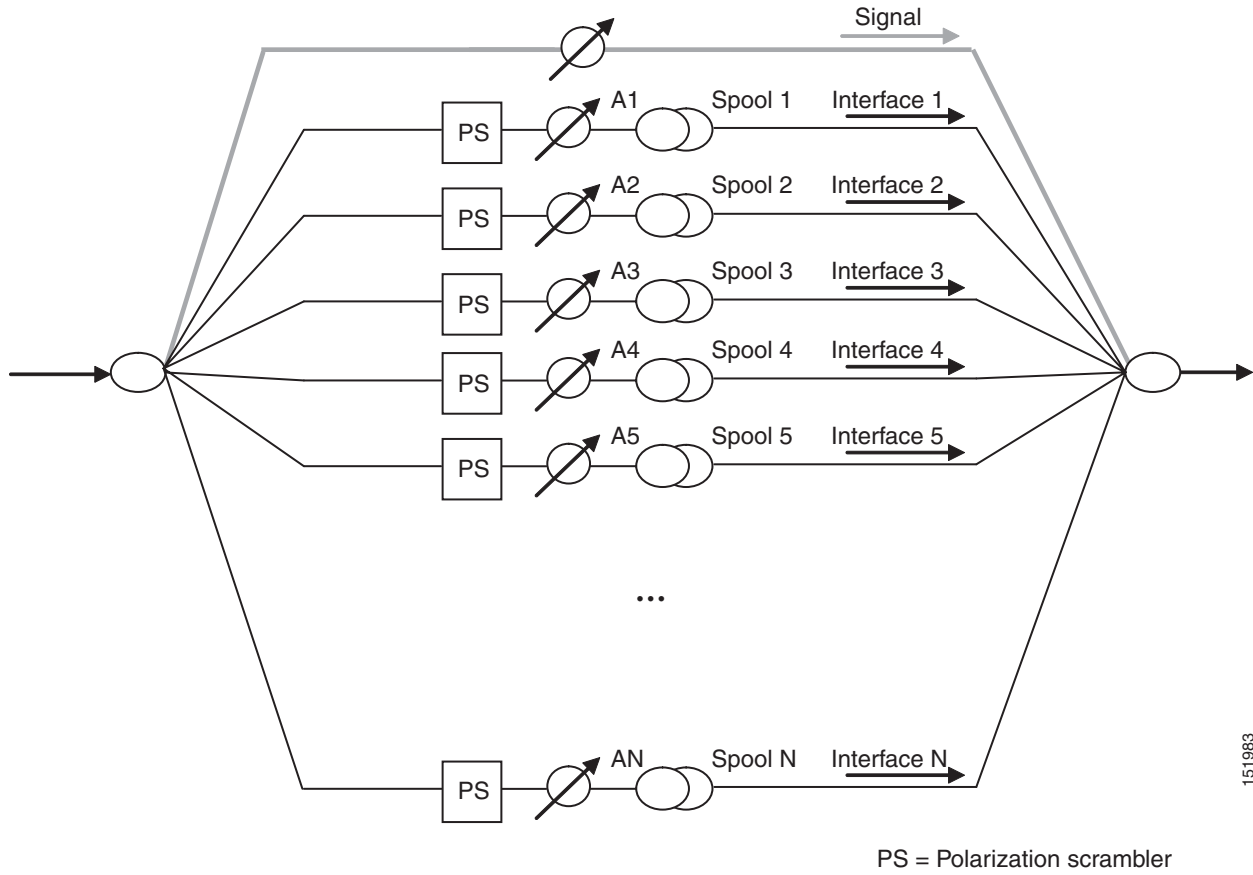 Signal
PS A1 Spool 1 Interface 1
PS A2 Spool 2 Interface 2
PS A3 Spool 3 Interface 3
PS A4 Spool 4 Interface 4
PS A5 Spool 5 Interface 5
...
PS AN Spool N Interface N
151983
PS = Polarization scrambler